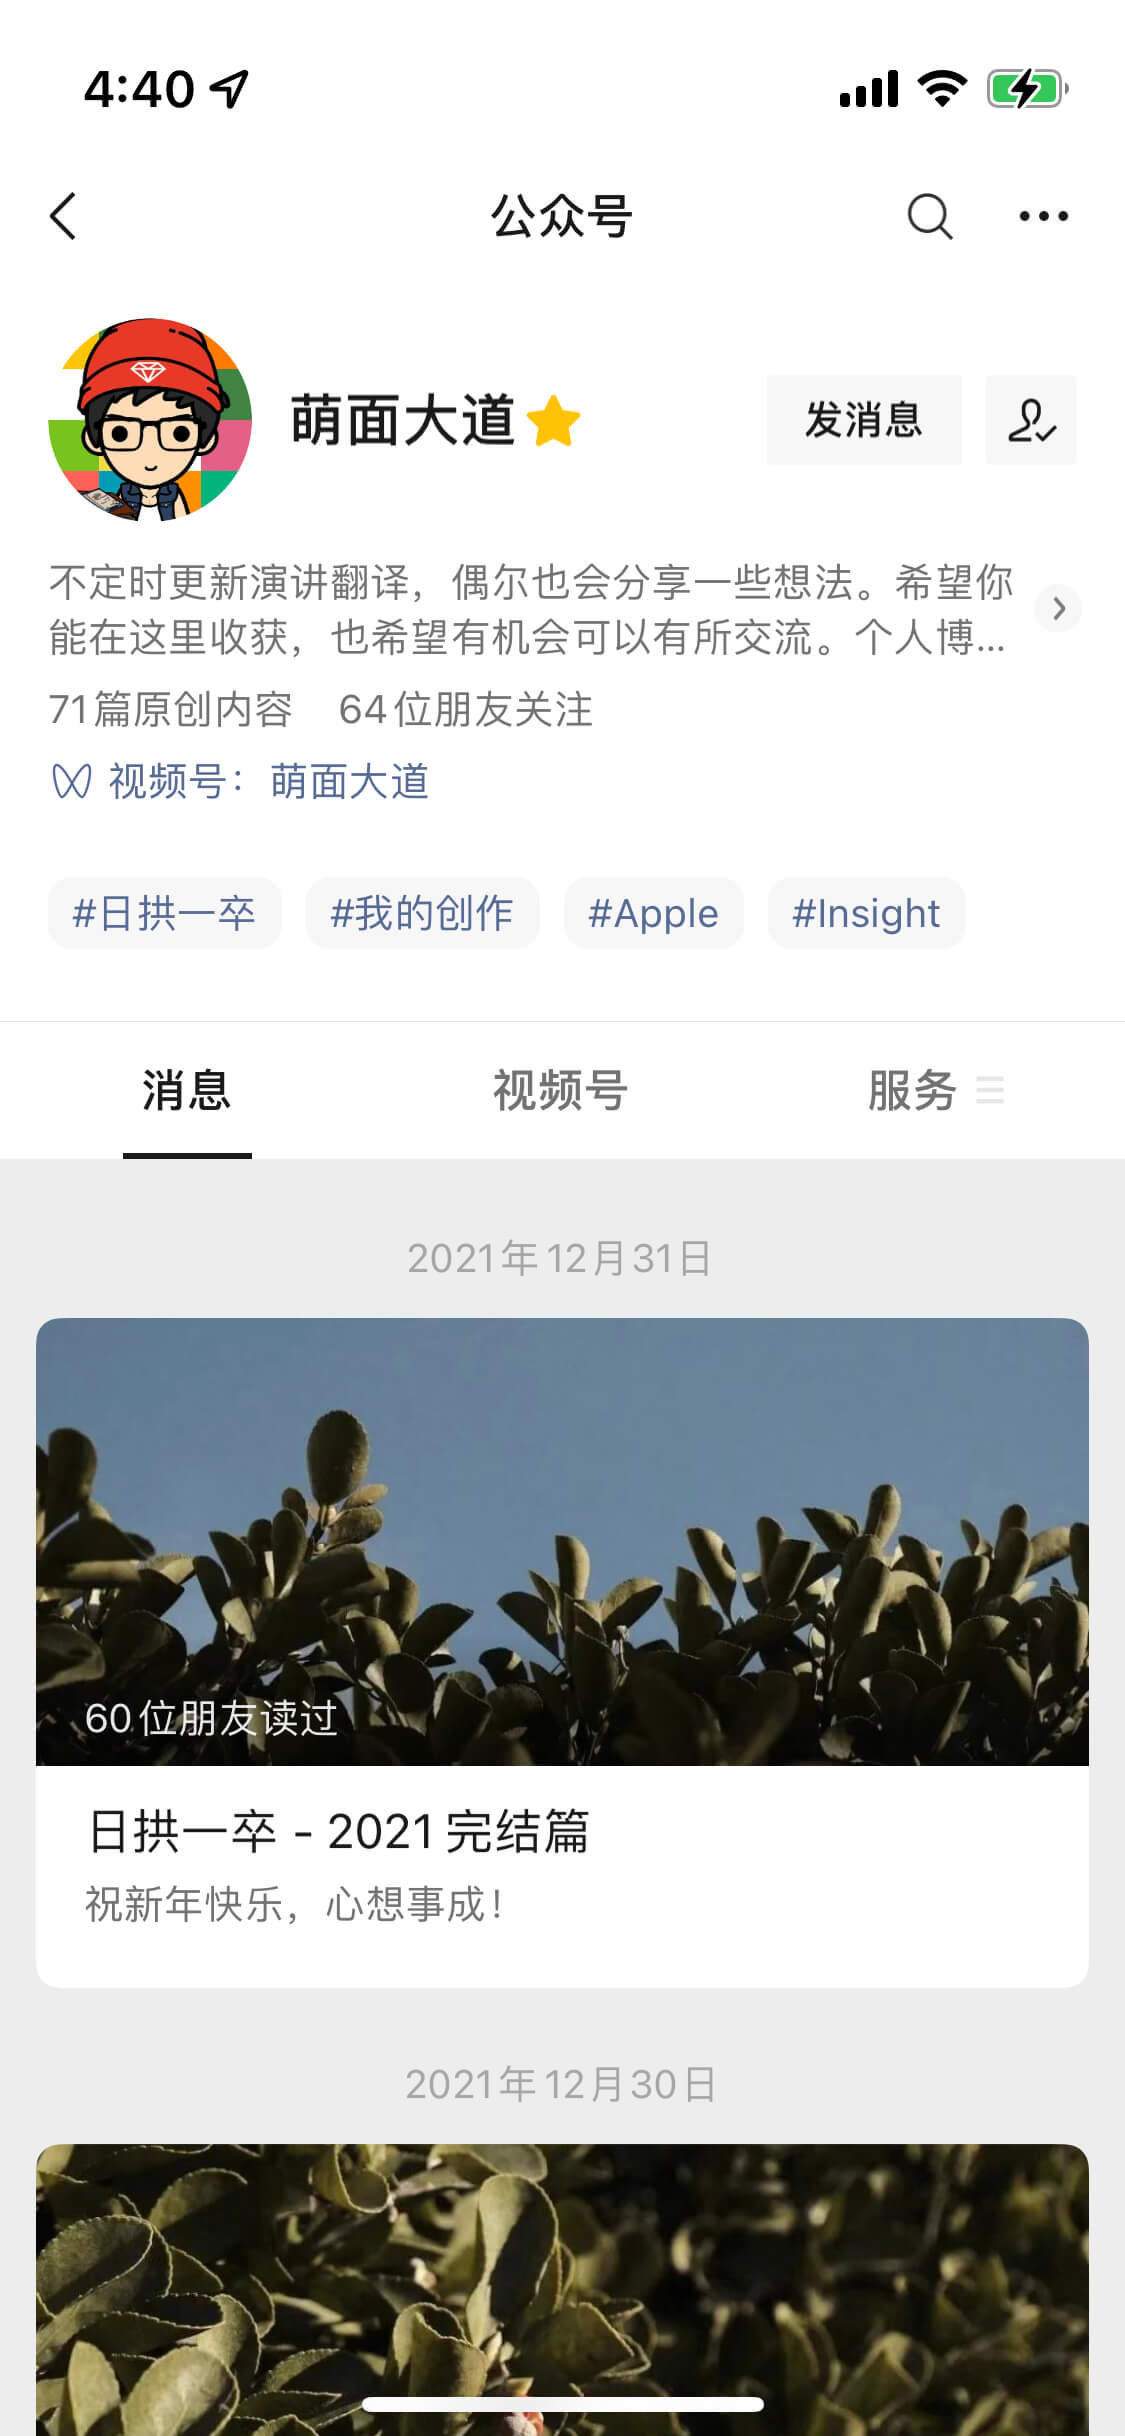 4:40
公众号
萌面大道
发消息
不定时更新演讲翻译，偶尔也会分享一些想法。希望你
能在这里收获，也希望有机会可以有所交流。个人博...
71篇原创内容 64位朋友关注
视频号：萌面大道
#日拱一卒 #我的创作 #Apple #Insight
消息 视频号 服务
2021年12月31日
60位朋友读过
日拱一卒 - 2021 完结篇
祝新年快乐，心想事成！
2021年12月30日